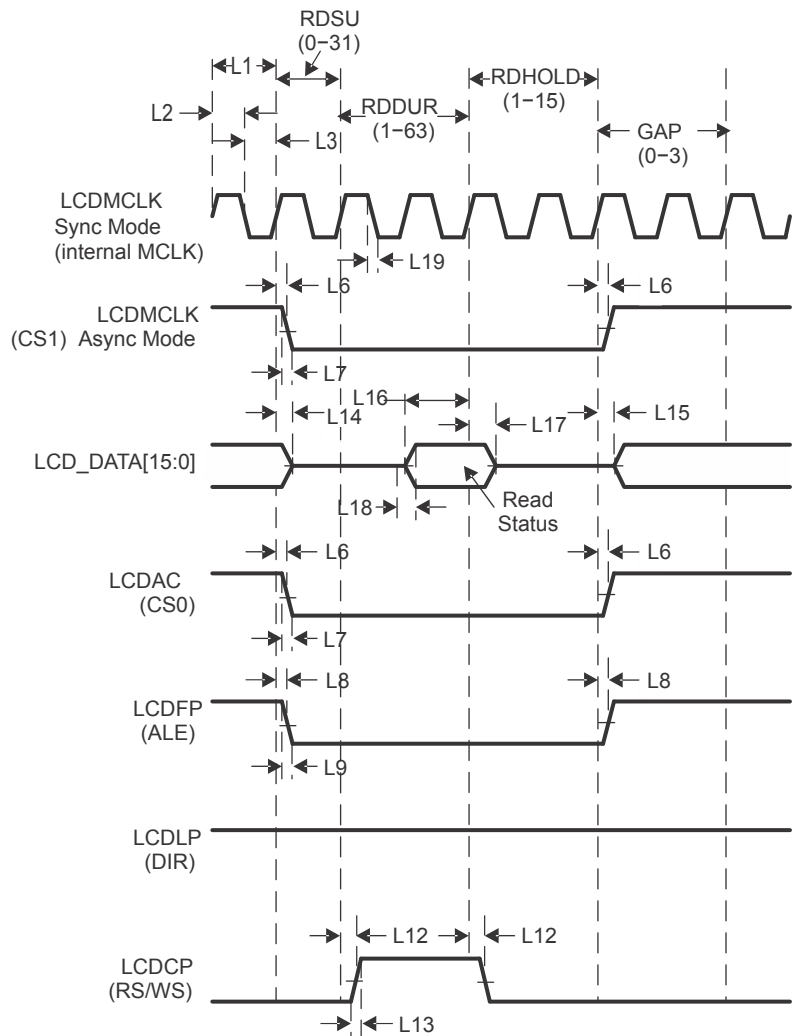 RDSU
(0−31)
L1
RDHOLD
(1−15)
L2
RDDUR
(1−63)
L3
GAP
(0−3)
LCDMCLK
Sync Mode
(internal MCLK)
L19
L6
L6
LCDMCLK
(CS1) Async Mode
L7
L16
L14
L17
L15
LCD_DATA[15:0]
L18
Read
Status
L6
L6
LCDAC
(CS0)
L7
L8
L8
LCDFP
(ALE)
L9
LCDLP
(DIR)
L12
L12
LCDCP
(RS/WS)
L13